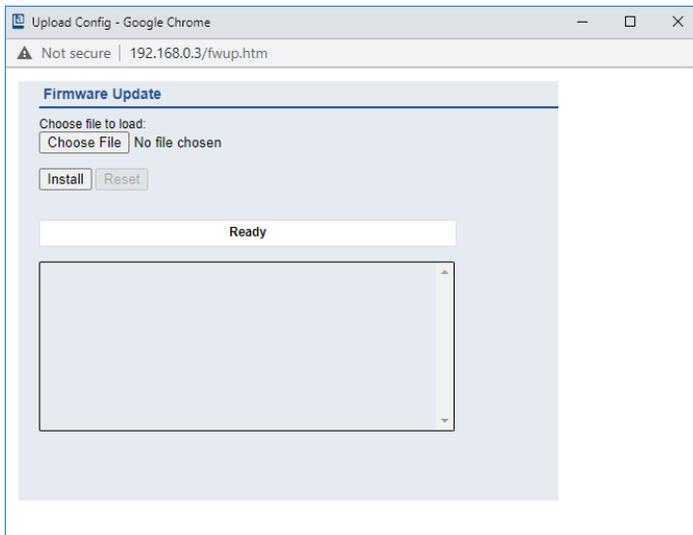 Upload Config - Google Chrome
Not secure | 192.168.0.3/fwup.htm
Firmware Update
Choose file to load:
Choose File No file chosen
Install Reset
Ready